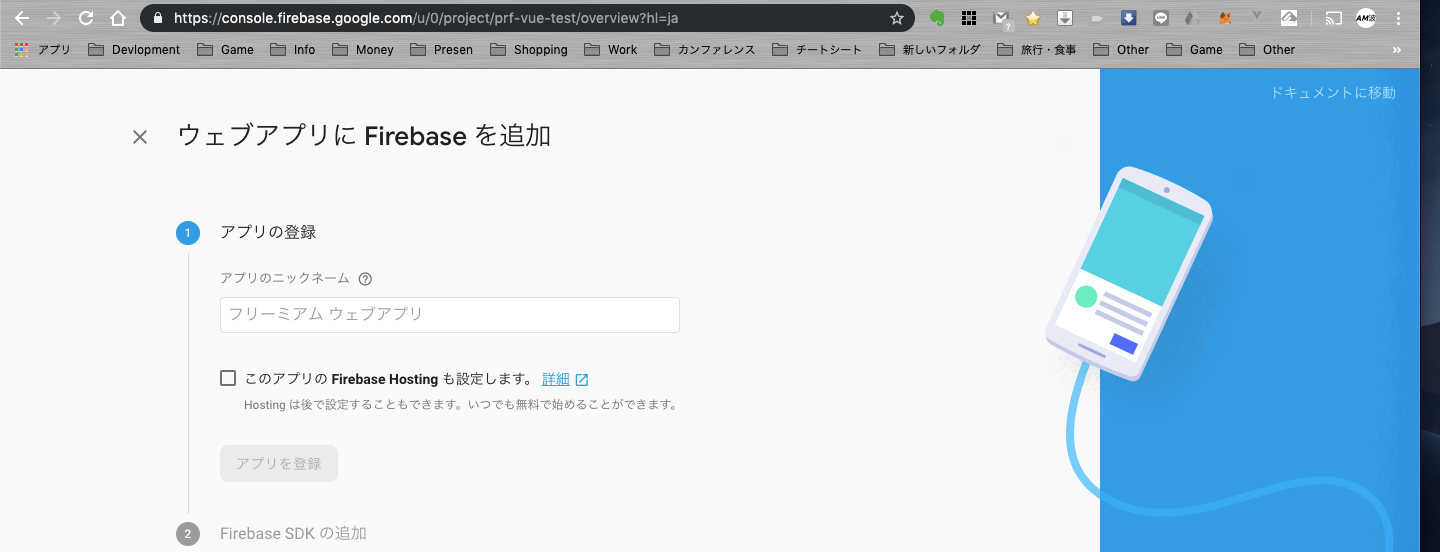 https://console.firebase.google.com/u/0/project/prf-vue-test/overview?hl=ja
アプリ Devlopment Game Info Money Presen Shopping Work カンファレンス チートシート 新しいフォルダ 旅行・食事 Other Game Other »
ドキュメントに移動
ウェブアプリに Firebase を追加
1 アプリの登録
アプリのニックネーム ?
フリーミアム ウェブアプリ
このアプリの Firebase Hosting も設定します。 詳細
Hosting は後で設定することもできます。いつでも無料で始めることができます。
アプリを登録
2 Firebase SDK の追加